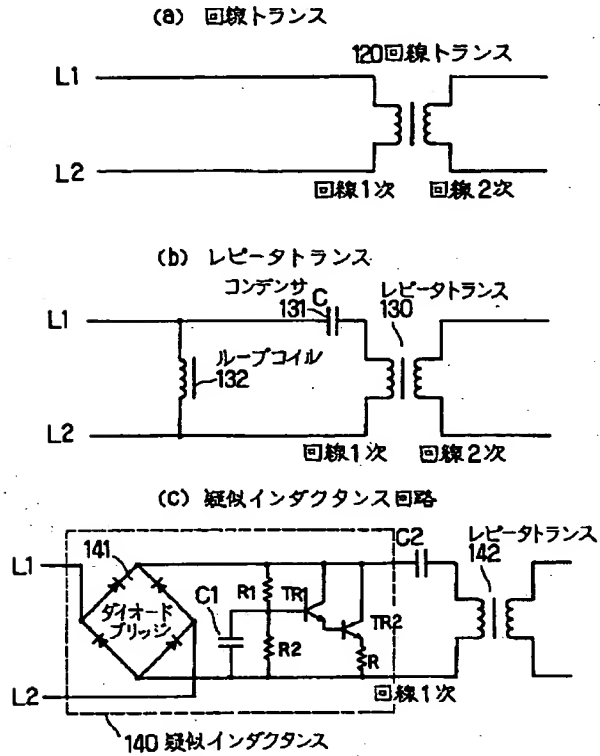 (a) 回線トランス
120回線トランス
L1
L2
回線1次 回線2次
(b) レピータトランス
コンデンサ
131 C
レピータトランス
130
L1
ループコイル
132
L2
回線1次 回線2次
(c) 疑似インダクタンス回路
141
C2
レピータトランス
142
L1
ダイオード
ブリッジ
C1
R1
TR1
TR2
R2
R
L2
回線1次
140 疑似インダクタンス